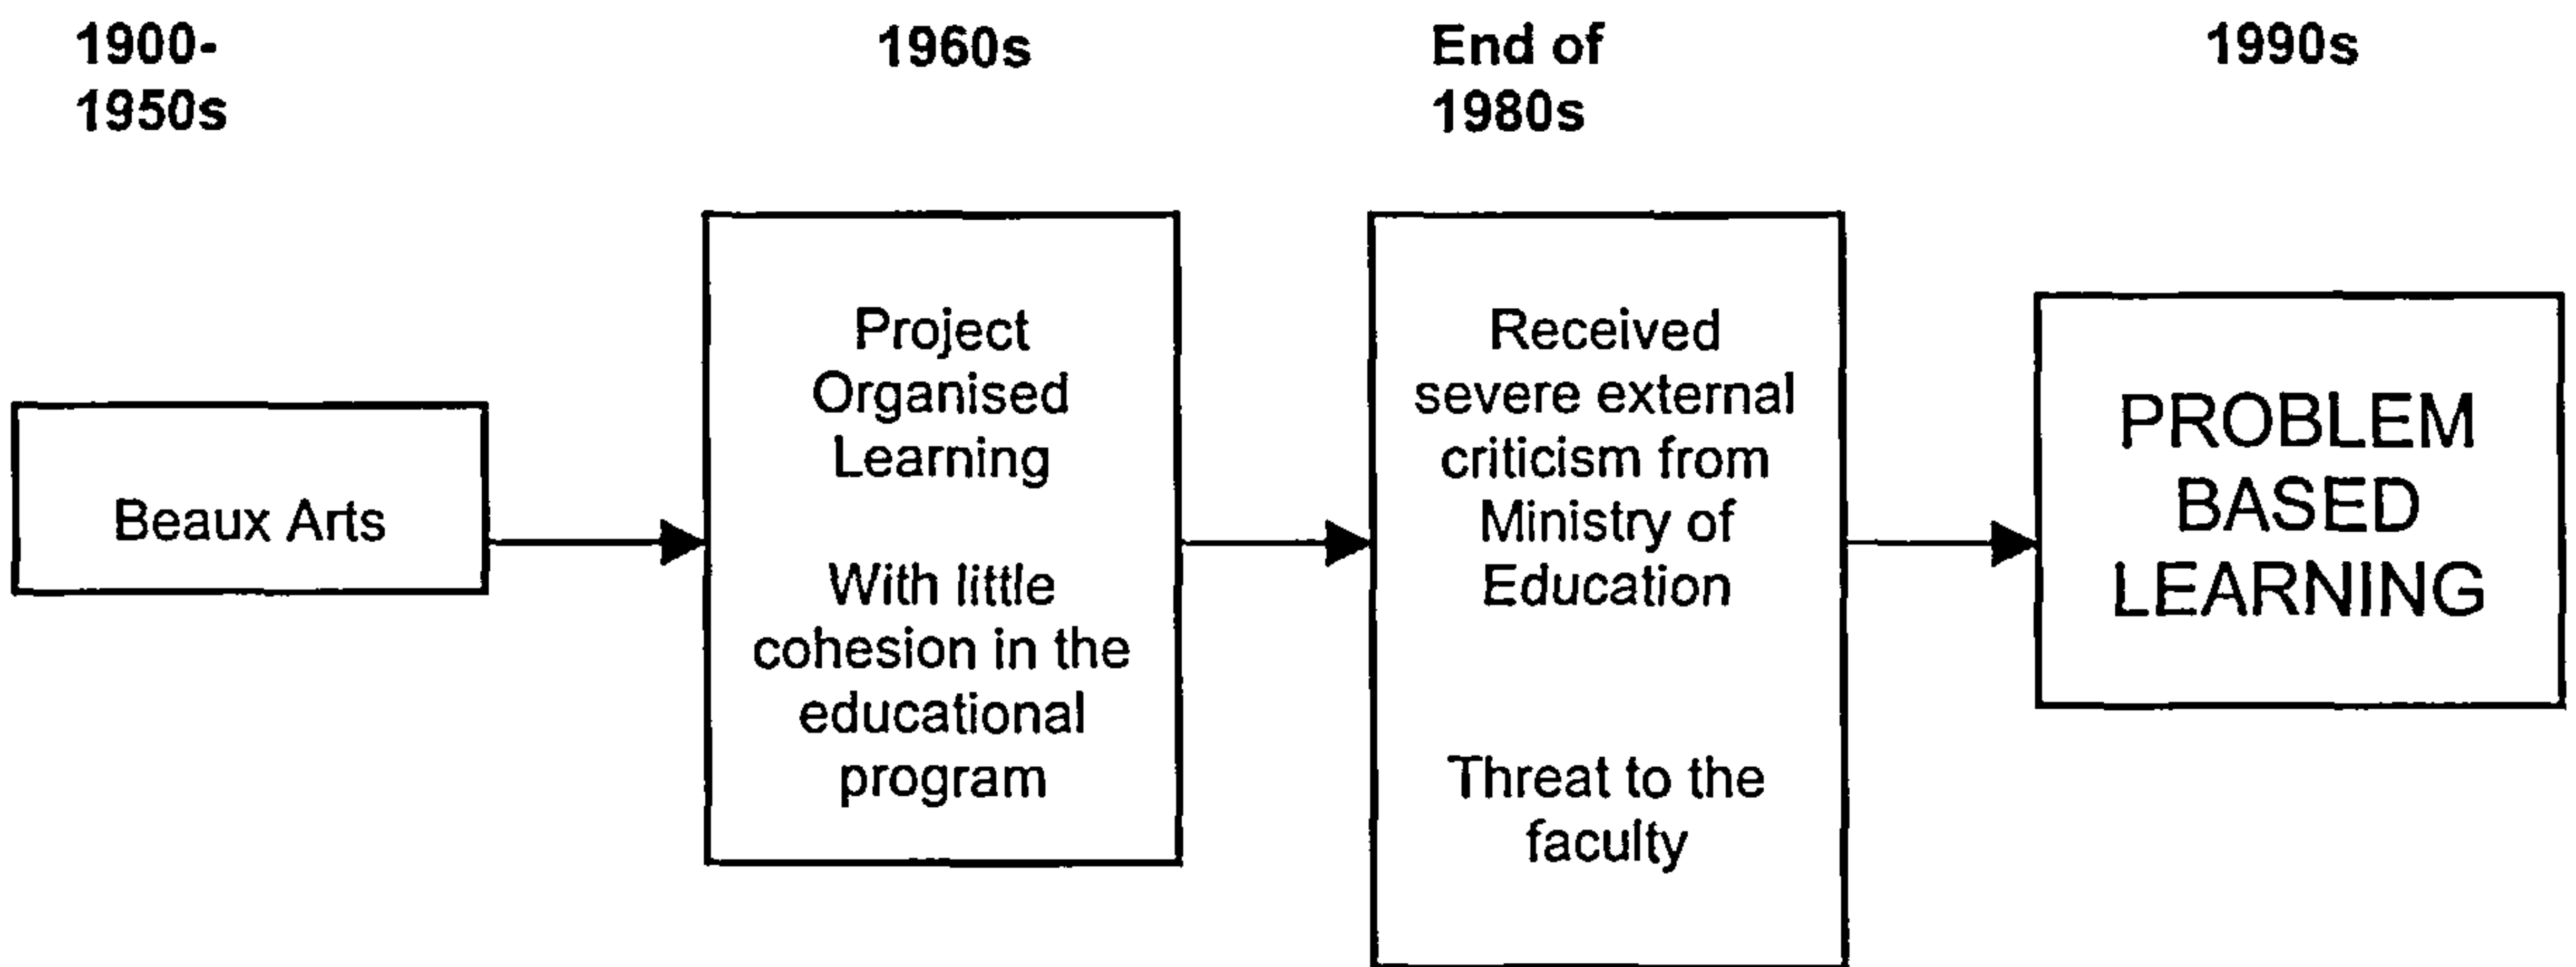 1900-
1950s
1960s
End of
1980s
1990s
Beaux Arts
Project
Organised
Learning
With little
cohesion in the
educational
program
Received
severe external
criticism from
Ministry of
Education
Threat to the
faculty
PROBLEM
BASED
LEARNING